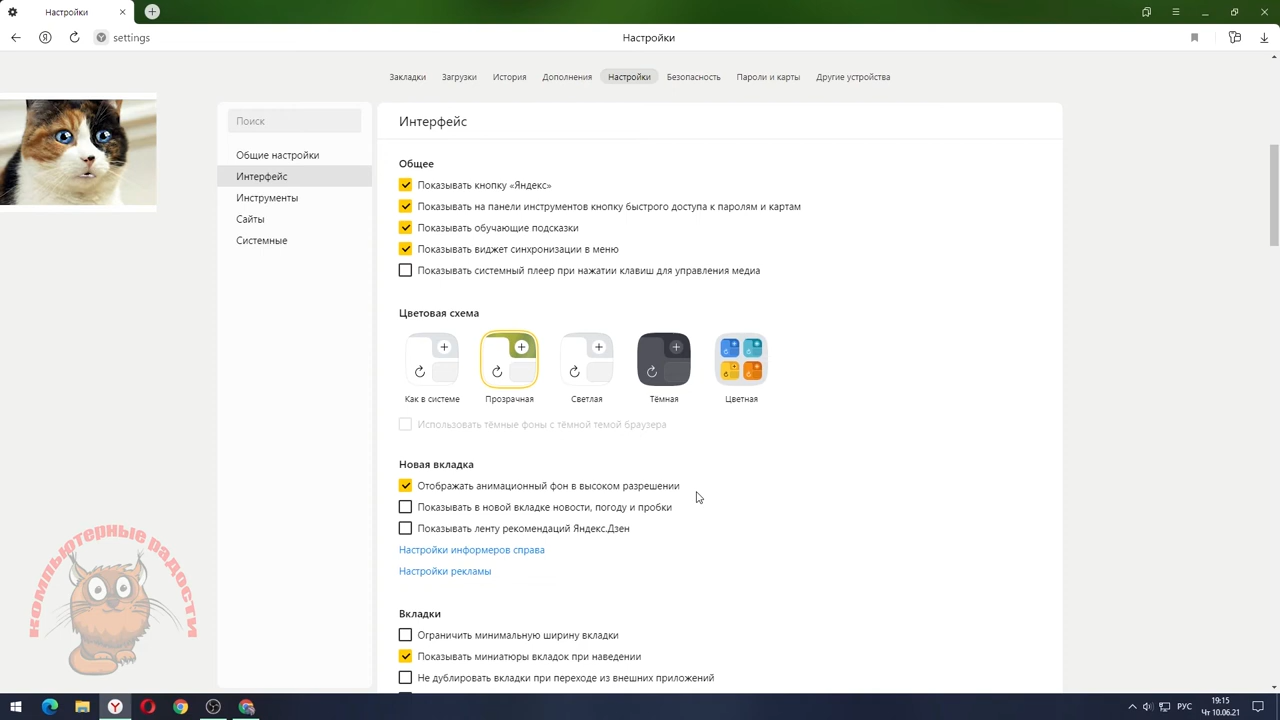 Настройки
settings
Настройки
Закладки
Загрузки
История
Дополнения
Настройки
Безопасность
Пароли и карты
Другие устройства
Поиск
Общие настройки
Интерфейс
Инструменты
Сайты
Системные
Интерфейс
Общее
Показывать кнопку «Яндекс»
Показывать на панели инструментов кнопку быстрого доступа к паролям и картам
Показывать обучающие подсказки
Показывать виджет синхронизации в меню
Показывать системный плеер при нажатии клавиш для управления медиа
Цветовая схема
Как в системе
Прозрачная
Светлая
Тёмная
Цветная
Использовать тёмные фоны с тёмной темой браузера
Новая вкладка
Отображать анимационный фон в высоком разрешении
Показывать в новой вкладке новости, погоду и пробки
Показывать ленту рекомендаций Яндекс.Дзен
Настройки информеров справа
Настройки рекламы
Вкладки
Ограничить минимальную ширину вкладки
Показывать миниатюры вкладок при наведении
Не дублировать вкладки при переходе из внешних приложений
компьютерные радости
РУС
19:15
Чт 10.06.21